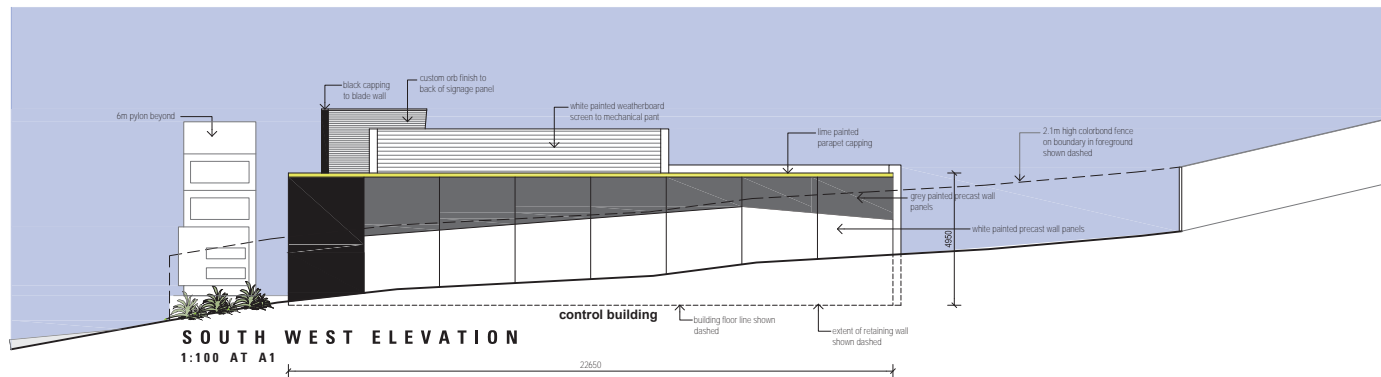 black capping
to blade wall
custom orb finish to
back of signage panel
6m pylon beyond
white painted weatherboard
screen to mechanical pant
lime painted
parapet capping
2.1m high colorbond fence
on boundary in foreground
shown dashed
grey painted precast wall
panels
white painted precast wall panels
4950
control building
building floor line shown
dashed
extent of retaining wall
shown dashed
SOUTH WEST ELEVATION
1:100 AT A1
22650